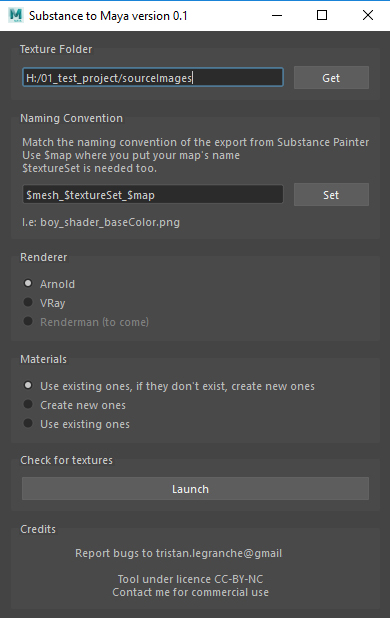 Substance to Maya version 0.1
Texture Folder
H:/01_test_project/sourceImages
Get
Naming Convention
Match the naming convention of the export from Substance Painter
Use $map where you put your map's name
$textureSet is needed too.
$mesh_$textureSet_$map
Set
I.e: boy_shader_baseColor.png
Renderer
Arnold
VRay
Renderman (to come)
Materials
Use existing ones, if they don't exist, create new ones
Create new ones
Use existing ones
Check for textures
Launch
Credits
Report bugs to tristan.legranche@gmail
Tool under licence CC-BY-NC
Contact me for commercial use